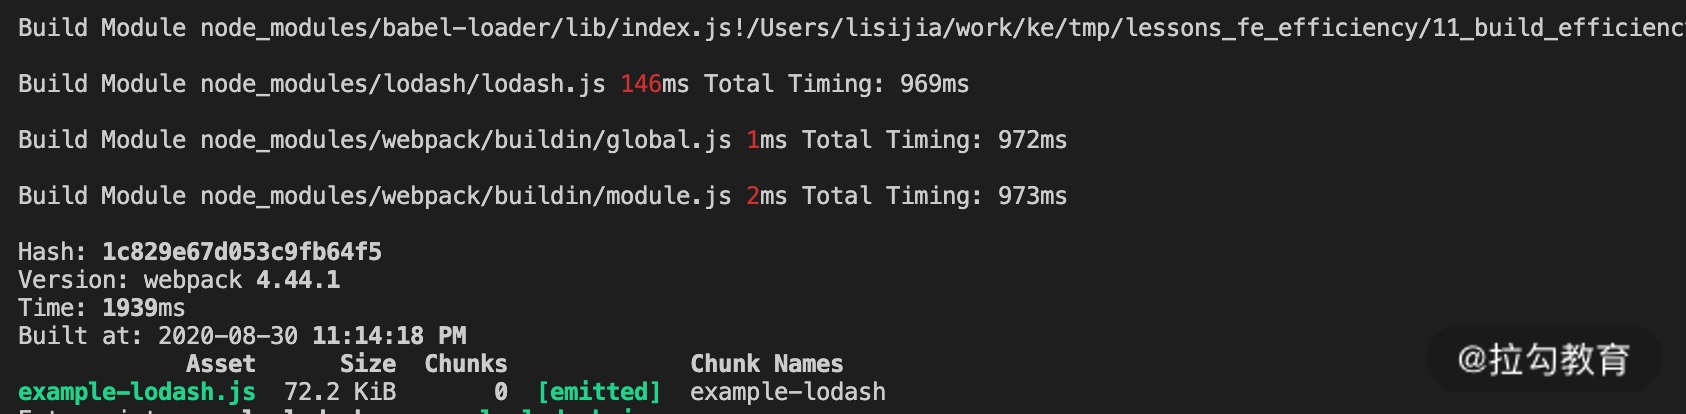 Build Module node_modules/babel-loader/lib/index.js!/Users/lisijia/work/ke/tmp/lessons_fe_efficiency/11_build_efficienc
Build Module node_modules/lodash/lodash.js 146ms Total Timing: 969ms
Build Module node_modules/webpack/buildin/global.js 1ms Total Timing: 972ms
Build Module node_modules/webpack/buildin/module.js 2ms Total Timing: 973ms
Hash: 1c829e67d053c9fb64f5
Version: webpack 4.44.1
Time: 1939ms
Built at: 2020-08-30 11:14:18 PM
Asset Size Chunks Chunk Names
example-lodash.js 72.2 KiB 0 [emitted] example-lodash
@拉勾教育